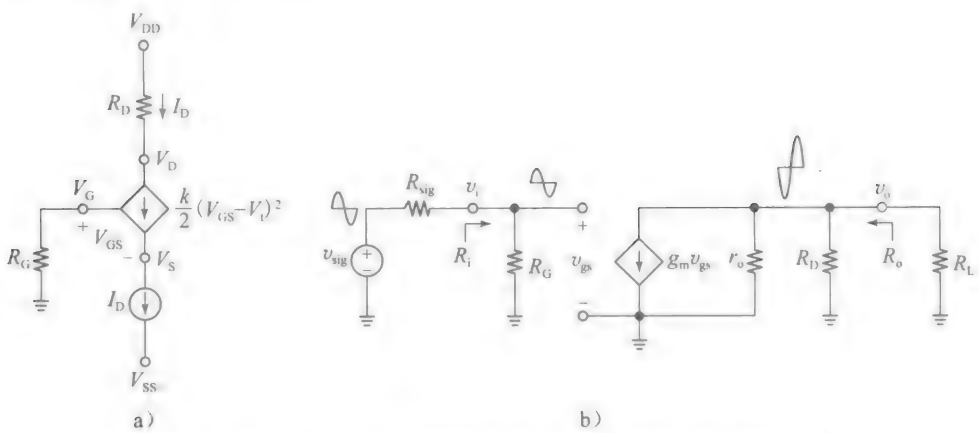 V_DD
R_D ↓ I_D
V_D
V_G
k/2 (V_GS−V_t)²
+ V_GS −
R_G
V_S
I_D
V_SS
a)
R_sig
v_i
v_sig
+ −
R_i
R_G
+
v_gs
−
g_m v_gs
r_o
R_D
v_o
R_o
R_L
b)